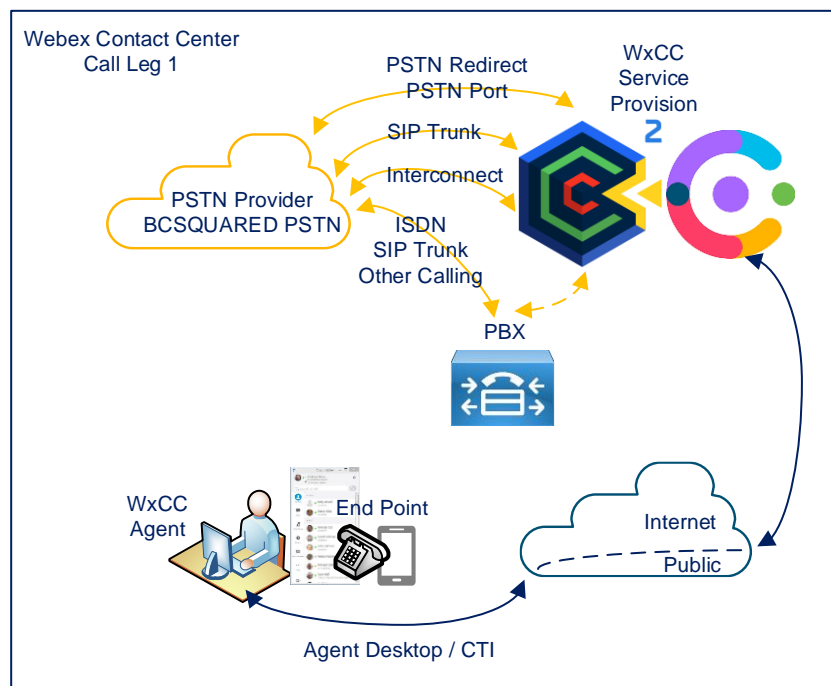 Webex Contact Center
Call Leg 1
PSTN Redirect
PSTN Port
WxCC
Service
Provision
2
SIP Trunk
Interconnect
PSTN Provider
BCSQUARED PSTN
ISDN
SIP Trunk
Other Calling
PBX
WxCC
Agent
End Point
Internet
Public
Agent Desktop / CTI